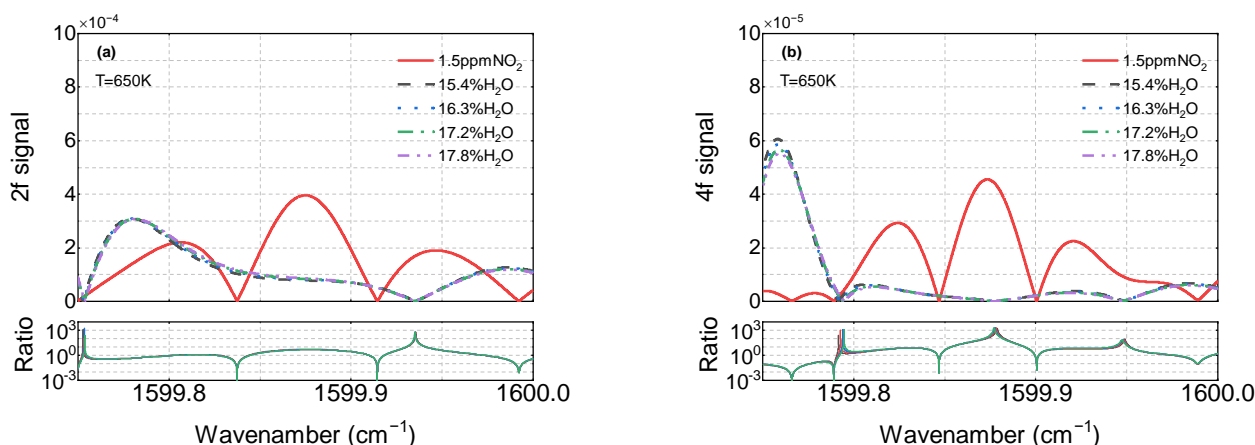 ×10⁻⁴
10
8
6
4
2
0
2f signal
(a)
T=650K
1.5ppmNO₂
15.4%H₂O
16.3%H₂O
17.2%H₂O
17.8%H₂O
Ratio
10³
10⁰
10⁻³
1599.8
1599.9
1600.0
Wavenamber (cm⁻¹)
×10⁻⁵
10
8
6
4
2
0
4f signal
(b)
T=650K
1.5ppmNO₂
15.4%H₂O
16.3%H₂O
17.2%H₂O
17.8%H₂O
Ratio
10³
10⁰
10⁻³
1599.8
1599.9
1600.0
Wavenamber (cm⁻¹)